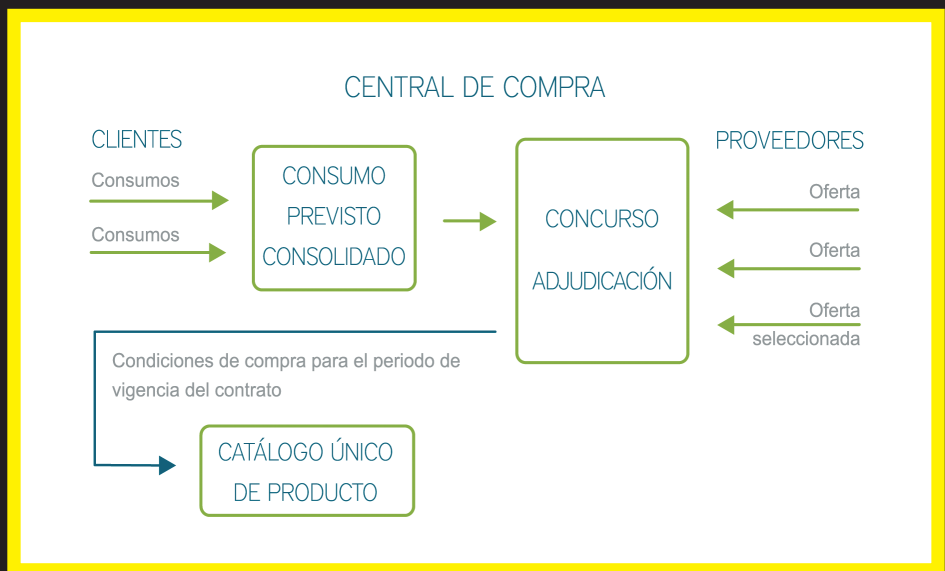 CENTRAL DE COMPRA
CLIENTES
Consumos
Consumos
CONSUMO
PREVISTO
CONSOLIDADO
CONCURSO
ADJUDICACIÓN
PROVEEDORES
Oferta
Oferta
Oferta
seleccionada
Condiciones de compra para el periodo de
vigencia del contrato
CATÁLOGO ÚNICO
DE PRODUCTO